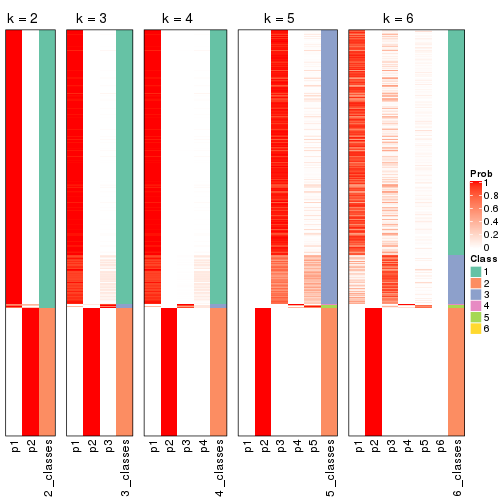 k = 2
k = 3
k = 4
k = 5
k = 6
Prob
1
0.8
0.6
0.4
0.2
0
Class
1
2
3
4
5
6
p1
p2
2_classes
p1
p2
p3
3_classes
p1
p2
p3
p4
4_classes
p1
p2
p3
p4
p5
5_classes
p1
p2
p3
p4
p5
p6
6_classes